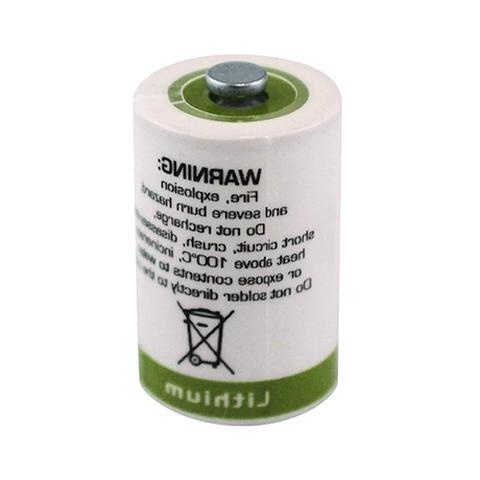 WARNING:
Fire, explosion
and severe burn hazard.
Do not recharge,
short circuit, crush,
heat above 100°C,
or expose contents to
Do not solder directly to the
Lithium